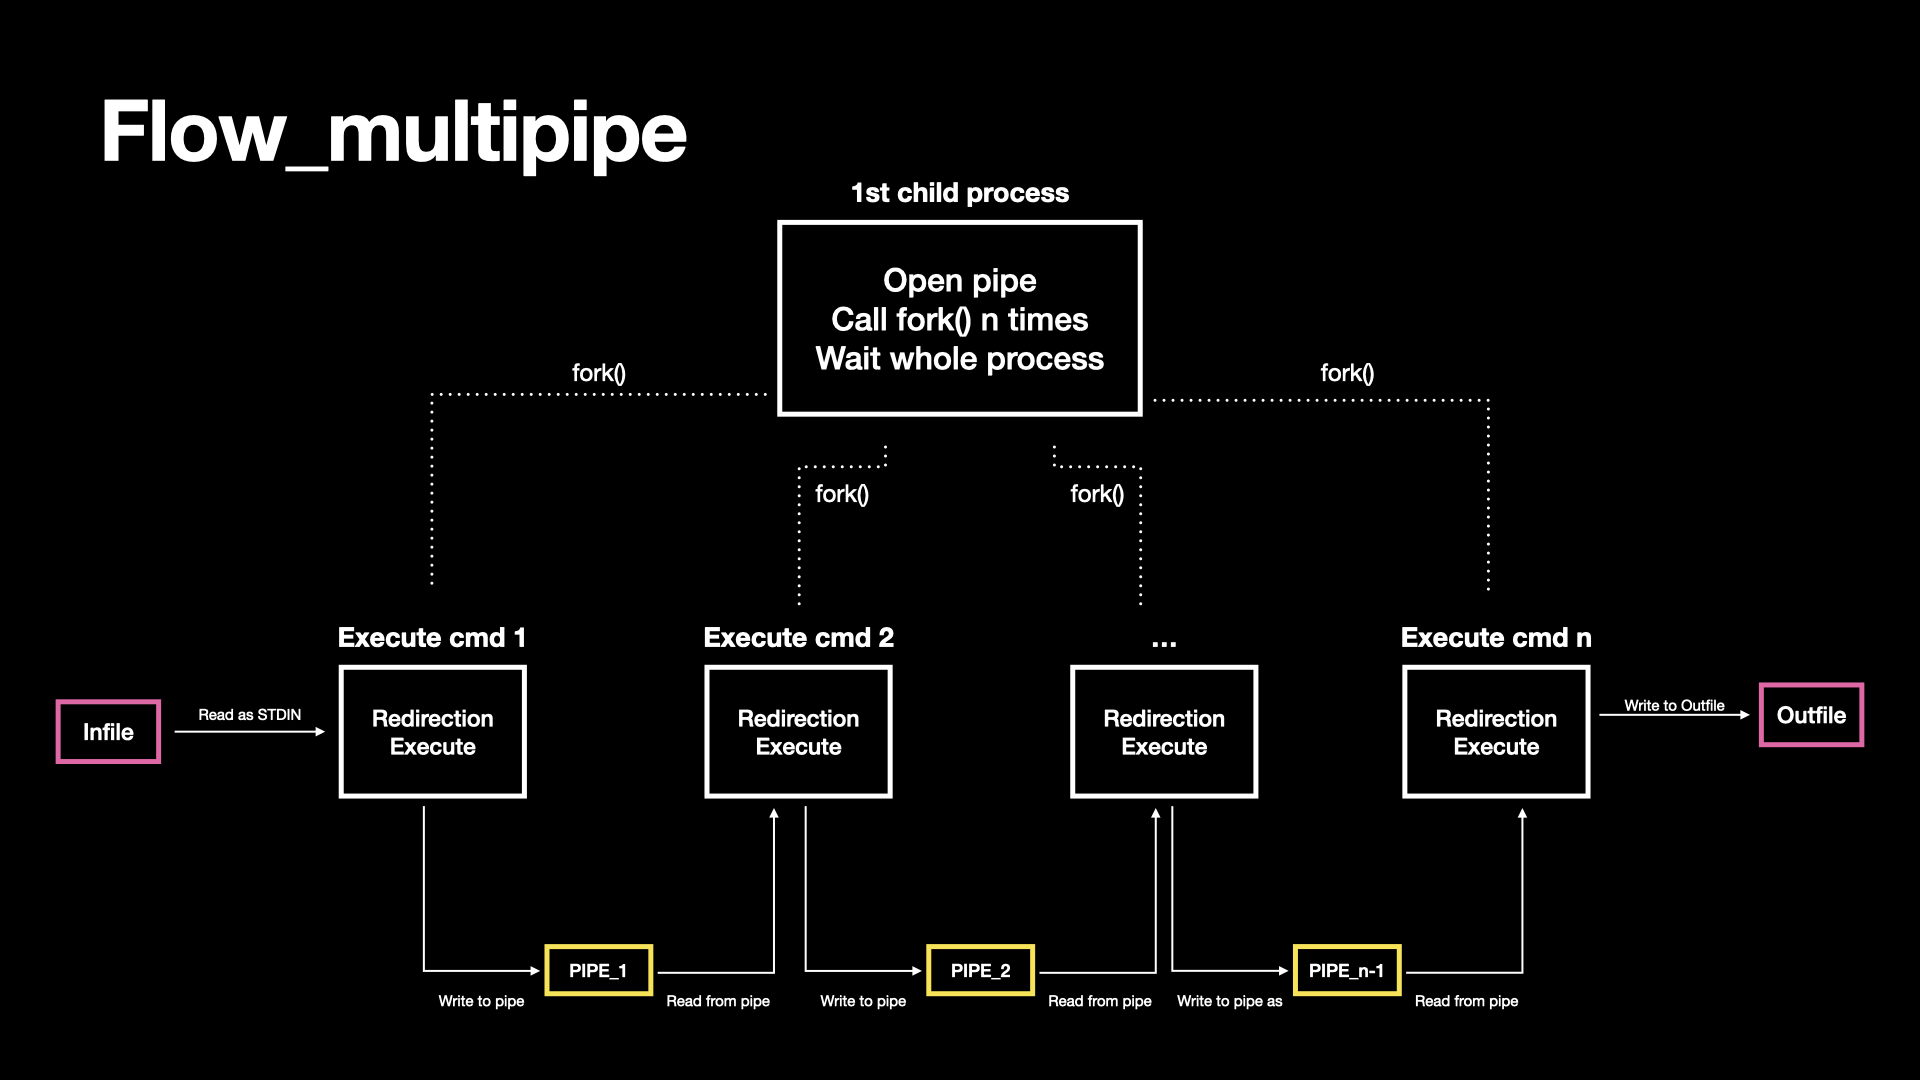 Flow_multipipe
1st child process
Open pipe
Call fork() n times
Wait whole process
fork()
fork()
fork()
fork()
Execute cmd 1
Execute cmd 2
...
Execute cmd n
Infile
Read as STDIN
Redirection
Execute
Redirection
Execute
Redirection
Execute
Redirection
Execute
Write to Outfile
Outfile
PIPE_1
PIPE_2
PIPE_n-1
Write to pipe
Read from pipe
Write to pipe
Read from pipe
Write to pipe as
Read from pipe